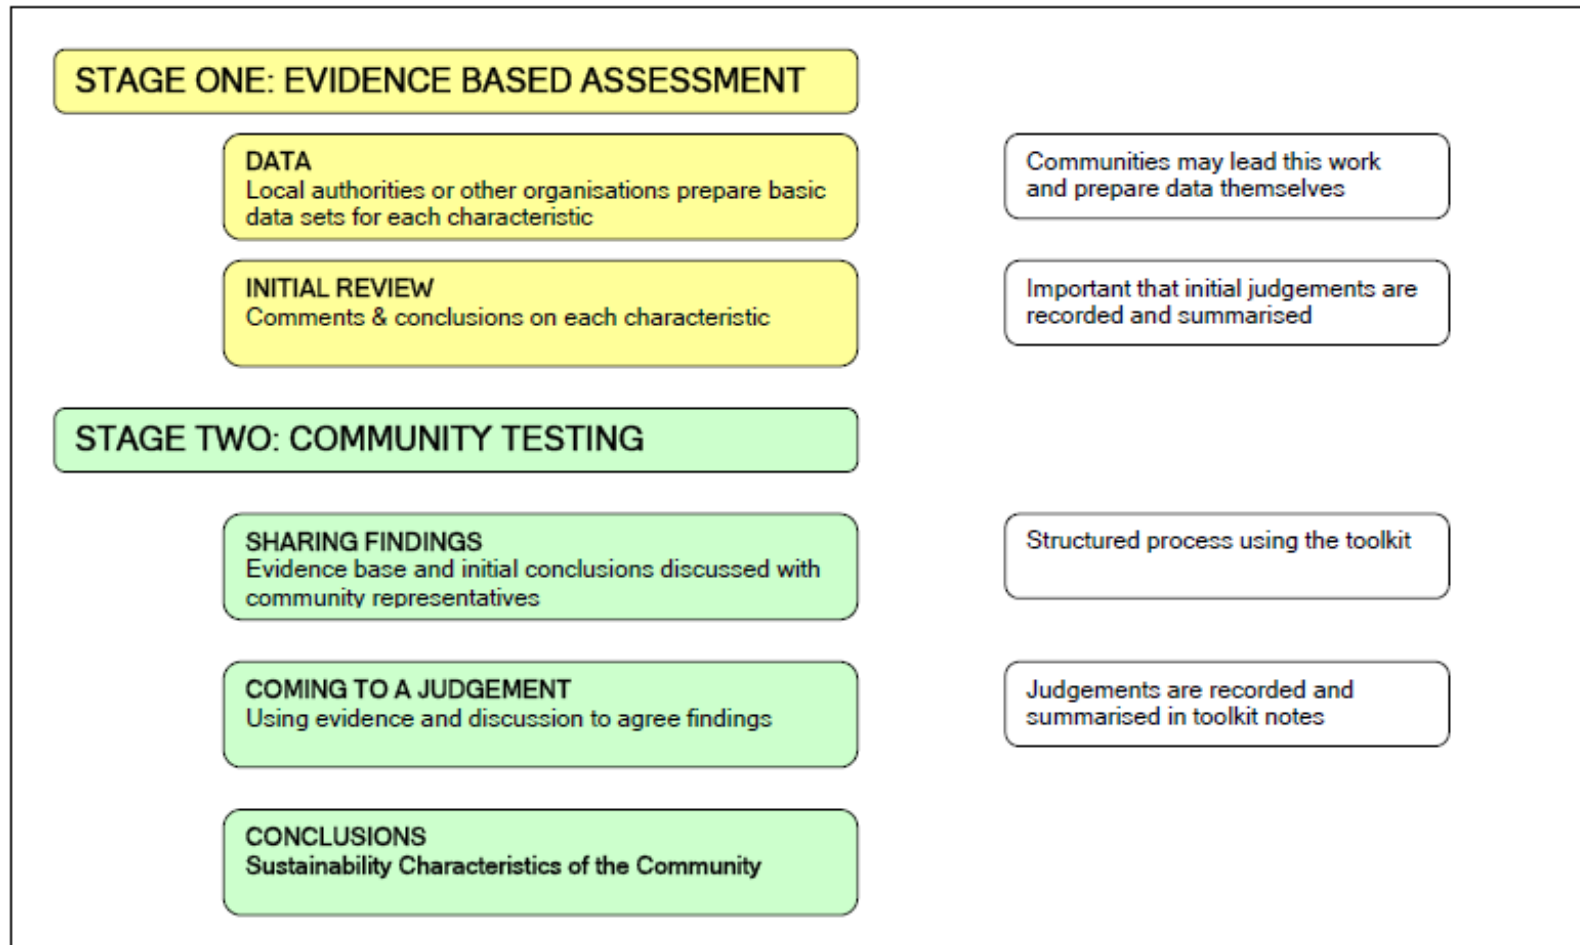 STAGE ONE: EVIDENCE BASED ASSESSMENT
DATA
Local authorities or other organisations prepare basic
data sets for each characteristic
Communities may lead this work
and prepare data themselves
INITIAL REVIEW
Comments & conclusions on each characteristic
Important that initial judgements are
recorded and summarised
STAGE TWO: COMMUNITY TESTING
SHARING FINDINGS
Evidence base and initial conclusions discussed with
community representatives
Structured process using the toolkit
COMING TO A JUDGEMENT
Using evidence and discussion to agree findings
Judgements are recorded and
summarised in toolkit notes
CONCLUSIONS
Sustainability Characteristics of the Community